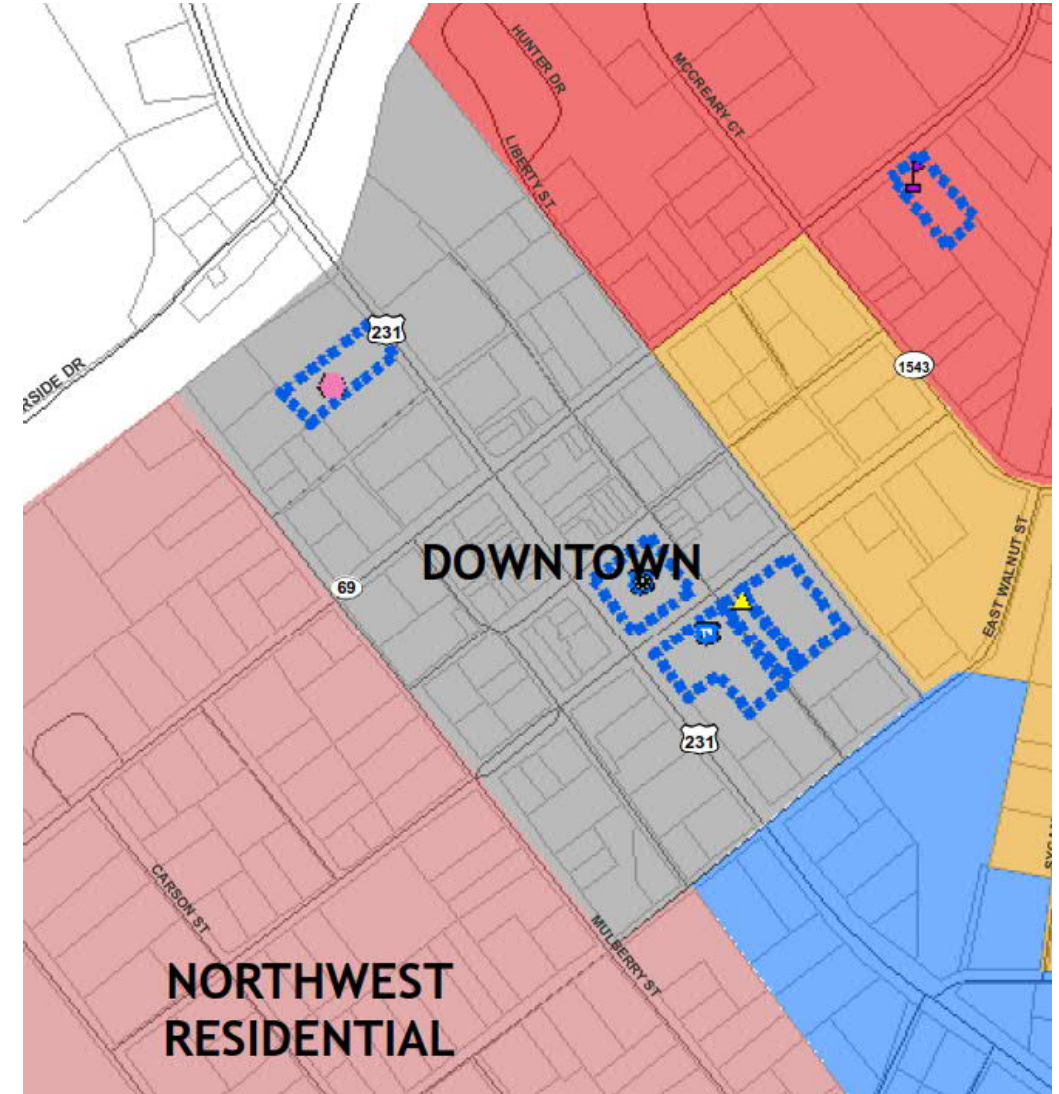 HUNTER DR
MCCREARY CT
LIBERTY ST
231
1543
RSIDE DR
69
DOWNTOWN
EAST WALNUT ST
231
CARSON ST
MULBERRY ST
NORTHWEST
RESIDENTIAL